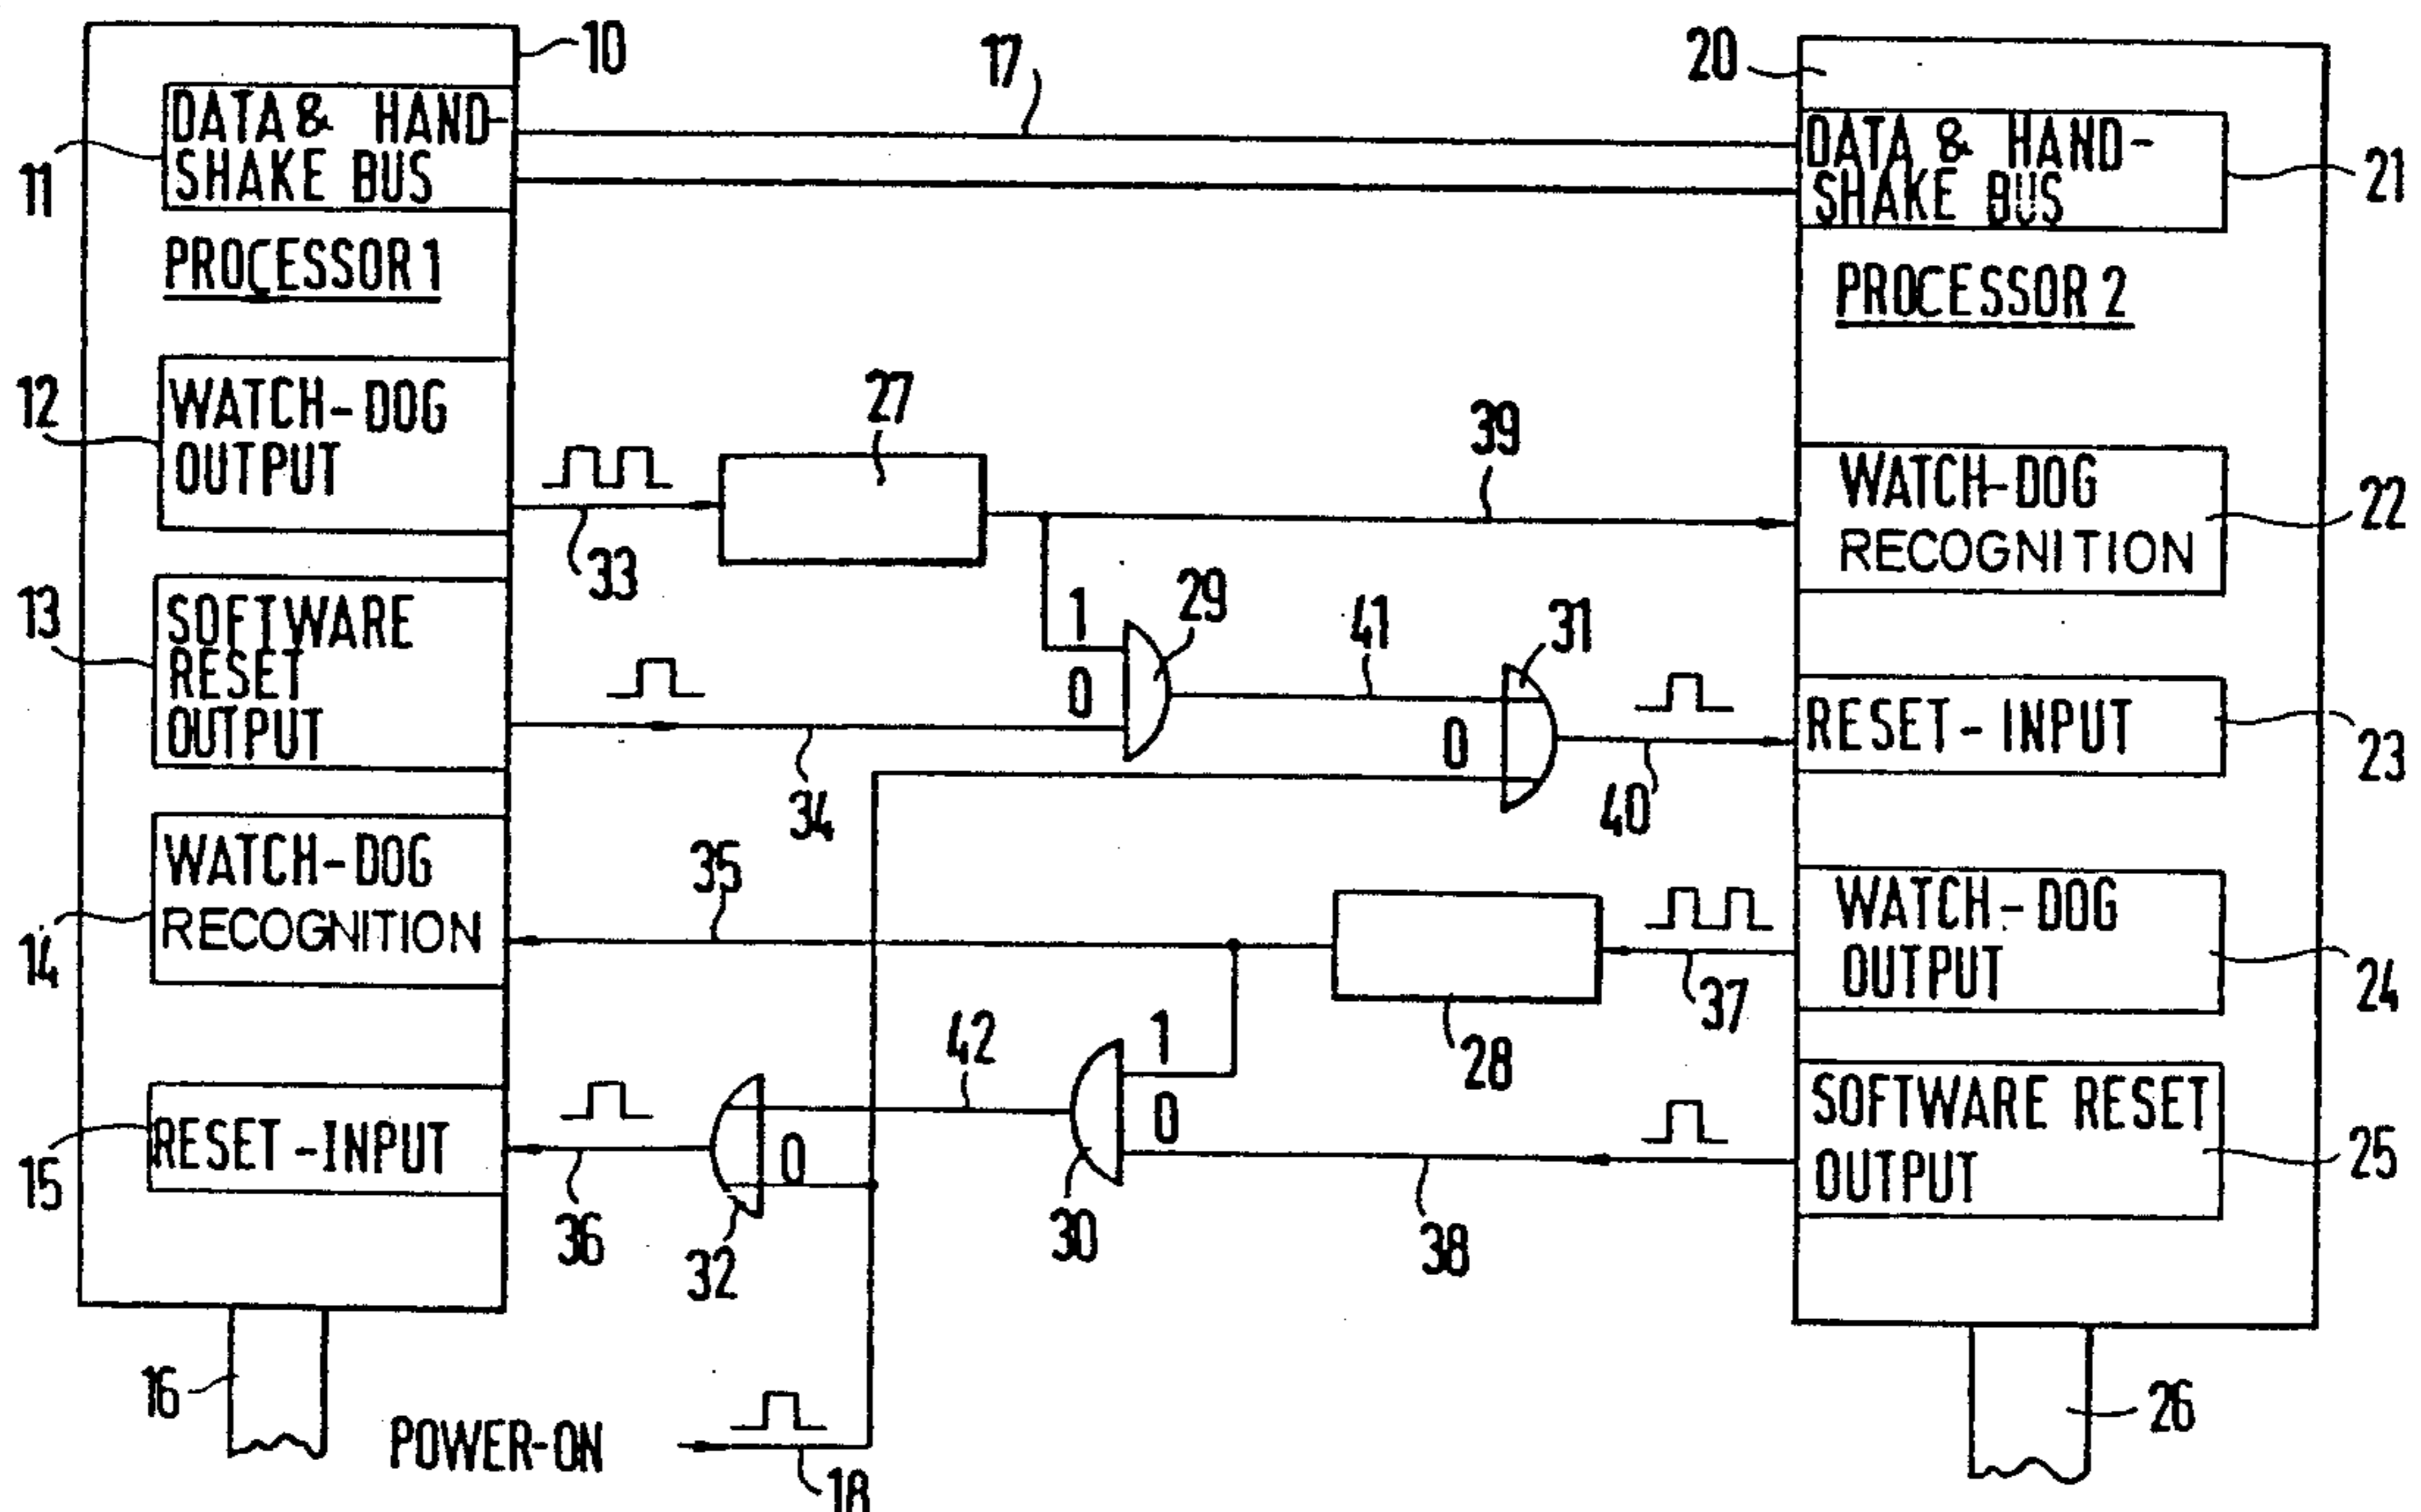 10
DATA & HAND-
SHAKE BUS
11
PROCESSOR 1
12
WATCH-DOG
OUTPUT
13
SOFTWARE
RESET
OUTPUT
14
WATCH-DOG
RECOGNITION
15
RESET-INPUT
16
17
27
33
39
1
0
29
41
31
0
34
40
35
37
28
42
1
0
36
32
0
30
38
POWER-ON
18
20
DATA & HAND-
SHAKE BUS
21
PROCESSOR 2
WATCH-DOG
RECOGNITION
22
RESET-INPUT
23
WATCH-DOG
OUTPUT
24
SOFTWARE RESET
OUTPUT
25
26